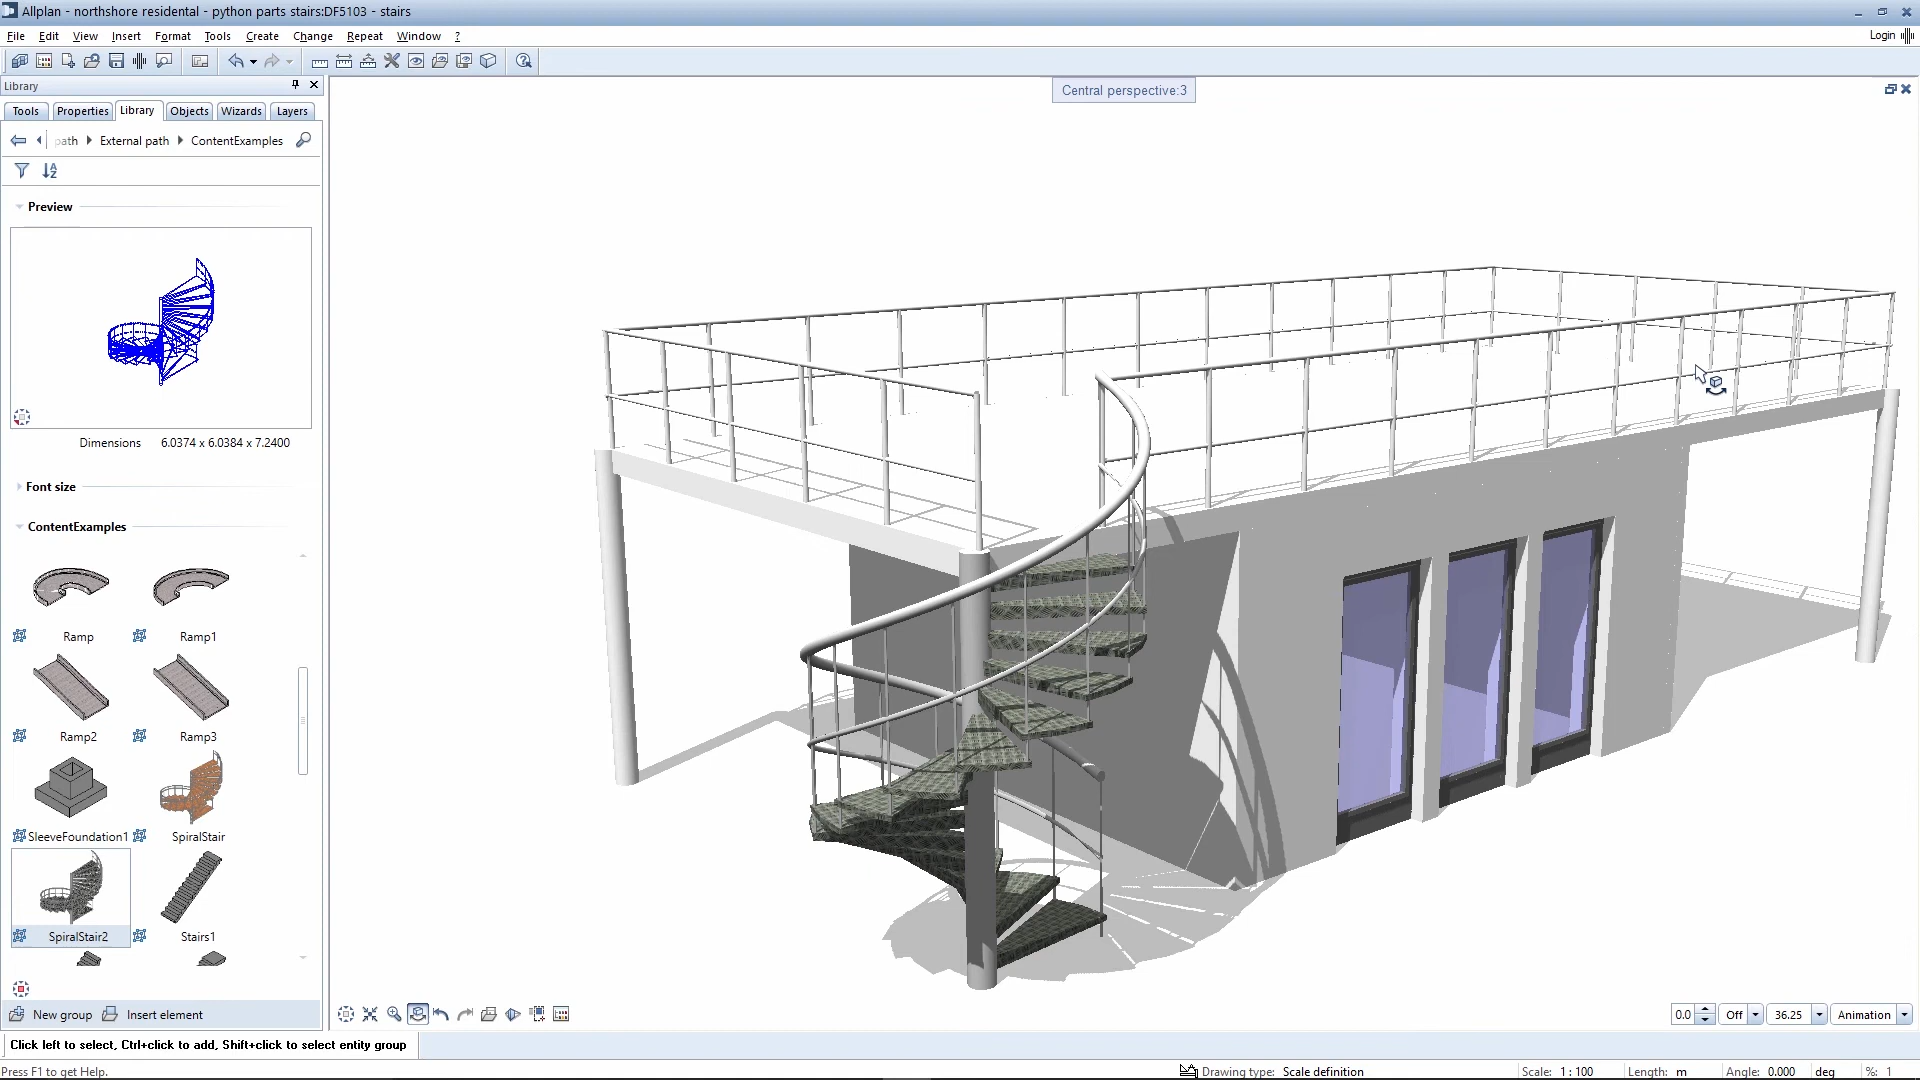 Allplan - northshore residental - python parts stairs:DF5103 - stairs
File Edit View Insert Format Tools Create Change Repeat Window ?
Login
Library
Central perspective:3
Tools Properties Library Objects Wizards Layers
path External path ContentExamples
Preview
Dimensions 6.0374 x 6.0384 x 7.2400
Font size
ContentExamples
Ramp Ramp1
Ramp2 Ramp3
SleeveFoundation1 SpiralStair
SpiralStair2 Stairs1
New group Insert element
0.0 Off 36.25 Animation
Click left to select, Ctrl+click to add, Shift+click to select entity group
Press F1 to get Help. Drawing type: Scale definition Scale: 1 : 100 Length: m Angle: 0.000 deg %: 1